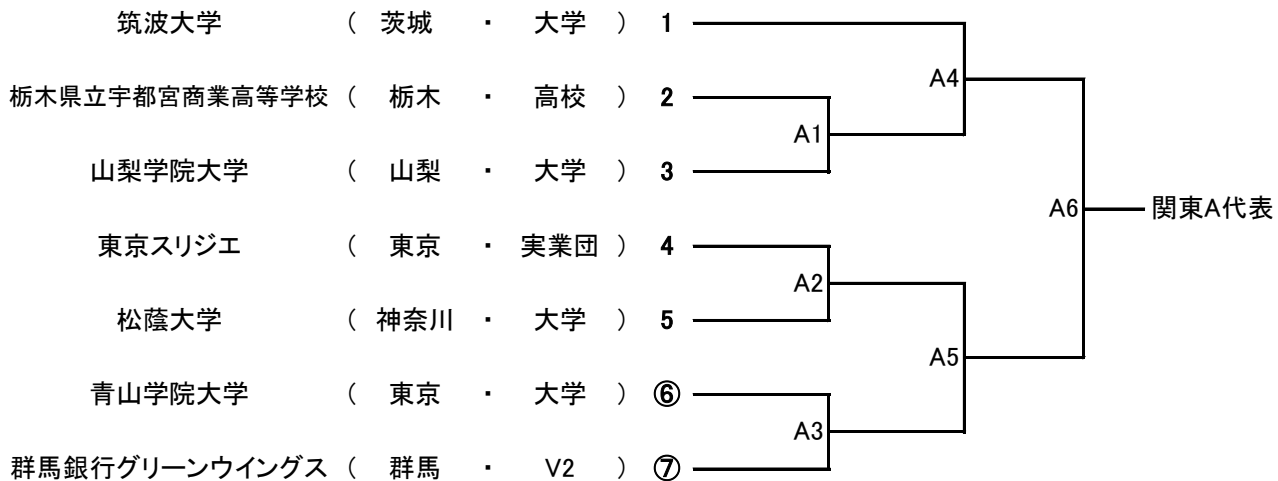 筑波大学 ( 茨城 ・ 大学 ) 1
A4
栃木県立宇都宮商業高等学校 ( 栃木 ・ 高校 ) 2
A1
山梨学院大学 ( 山梨 ・ 大学 ) 3
A6 関東A代表
東京スリジエ ( 東京 ・ 実業団 ) 4
A2
松蔭大学 ( 神奈川 ・ 大学 ) 5
A5
青山学院大学 ( 東京 ・ 大学 ) ⑥
A3
群馬銀行グリーンウイングス ( 群馬 ・ V2 ) ⑦